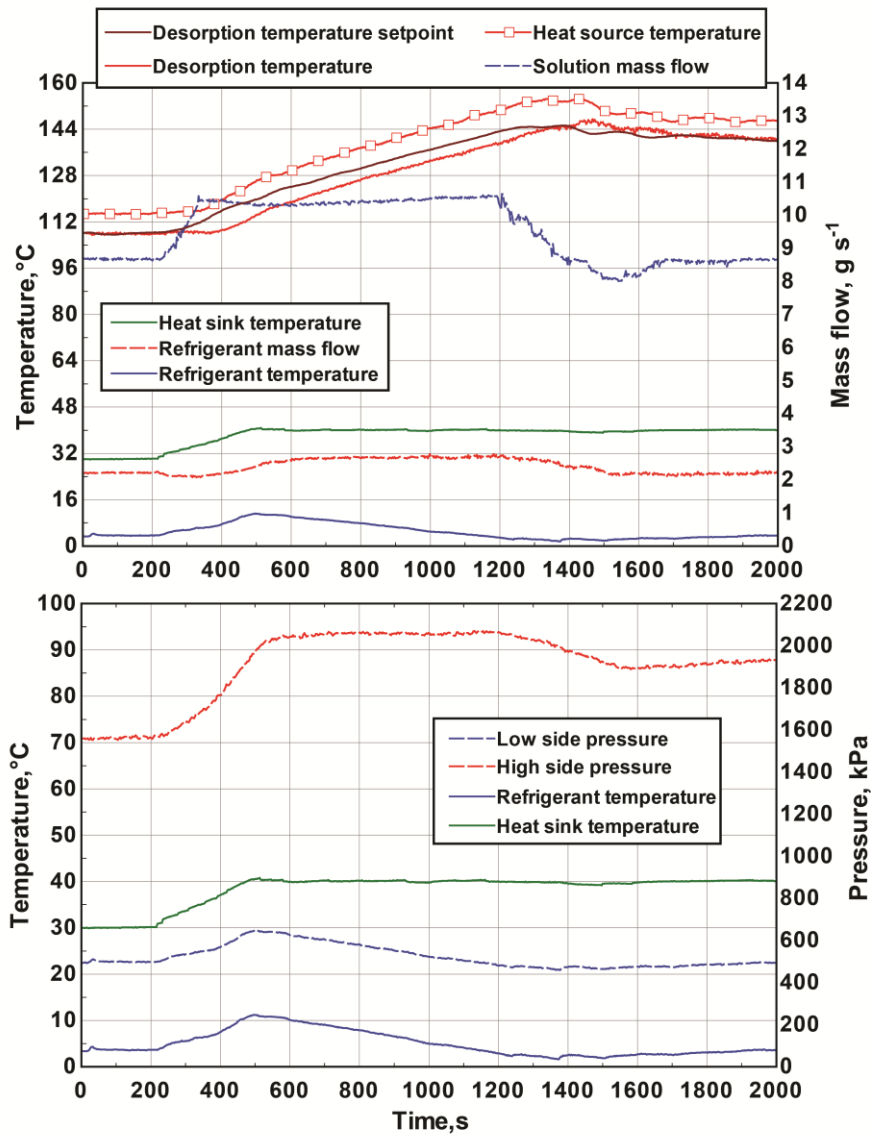 Desorption temperature setpoint
Heat source temperature
Desorption temperature
Solution mass flow
160
14
144
13
12
128
11
112
10
9
96
8
80
7
64
6
5
48
4
32
3
2
16
1
0
0
Temperature,°C
Mass flow, g s-1
Heat sink temperature
Refrigerant mass flow
Refrigerant temperature
0 200 400 600 800 1000 1200 1400 1600 1800 2000
100
2200
90
2000
80
1800
70
1600
60
1400
50
1200
1000
40
800
30
600
20
400
10
200
0
0
Temperature,°C
Pressure, kPa
Low side pressure
High side pressure
Refrigerant temperature
Heat sink temperature
0 200 400 600 800 1000 1200 1400 1600 1800 2000
Time,s